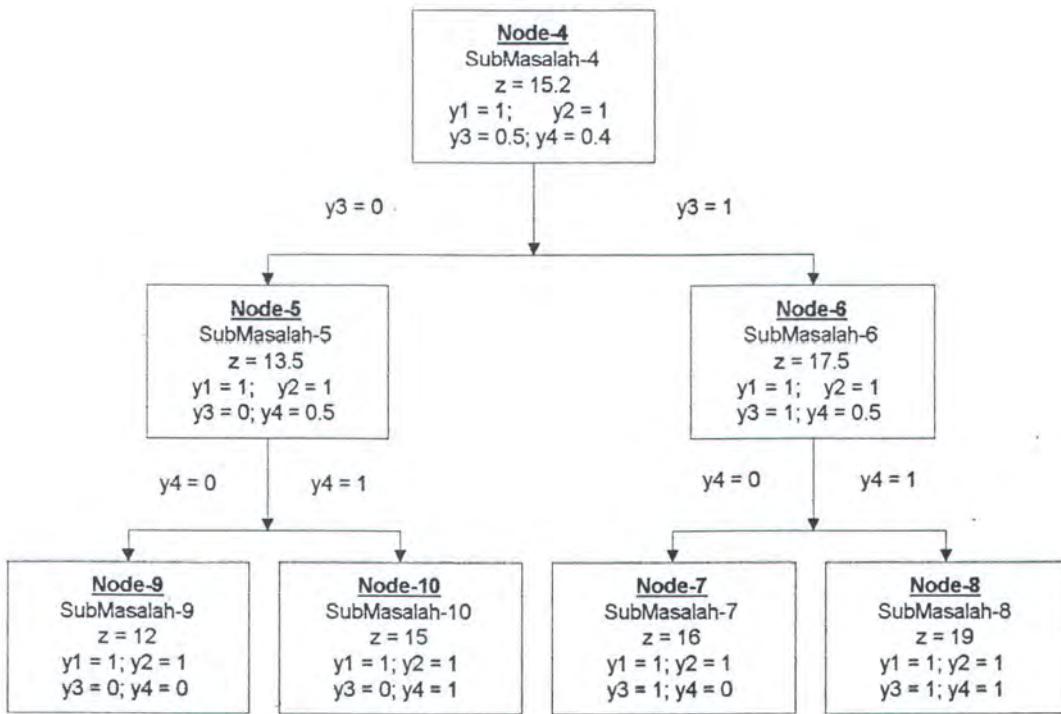 Node-4
SubMasalah-4
z = 15.2
y1 = 1; y2 = 1
y3 = 0.5; y4 = 0.4
y3 = 0
y3 = 1
Node-5
SubMasalah-5
z = 13.5
y1 = 1; y2 = 1
y3 = 0; y4 = 0.5
Node-6
SubMasalah-6
z = 17.5
y1 = 1; y2 = 1
y3 = 1; y4 = 0.5
y4 = 0
y4 = 1
y4 = 0
y4 = 1
Node-9
SubMasalah-9
z = 12
y1 = 1; y2 = 1
y3 = 0; y4 = 0
Node-10
SubMasalah-10
z = 15
y1 = 1; y2 = 1
y3 = 0; y4 = 1
Node-7
SubMasalah-7
z = 16
y1 = 1; y2 = 1
y3 = 1; y4 = 0
Node-8
SubMasalah-8
z = 19
y1 = 1; y2 = 1
y3 = 1; y4 = 1